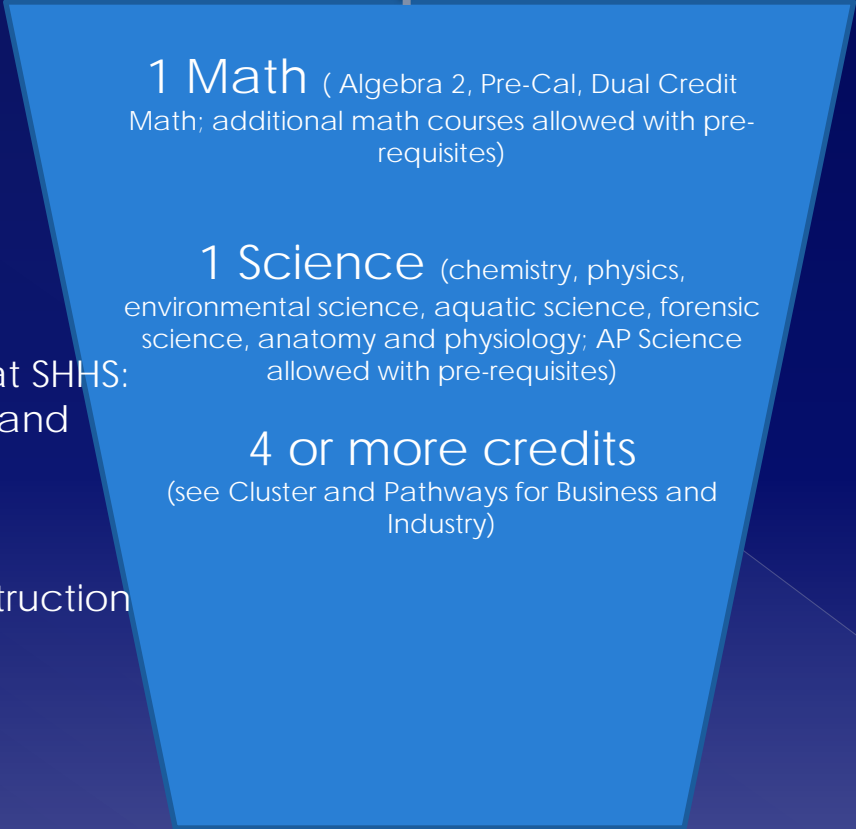 1 Math ( Algebra 2, Pre-Cal, Dual Credit
Math; additional math courses allowed with pre-
requisites)
1 Science (chemistry, physics,
environmental science, aquatic science, forensic
science, anatomy and physiology; AP Science
allowed with pre-requisites)
4 or more credits
(see Cluster and Pathways for Business and
Industry)
at SHHS:
and
truction